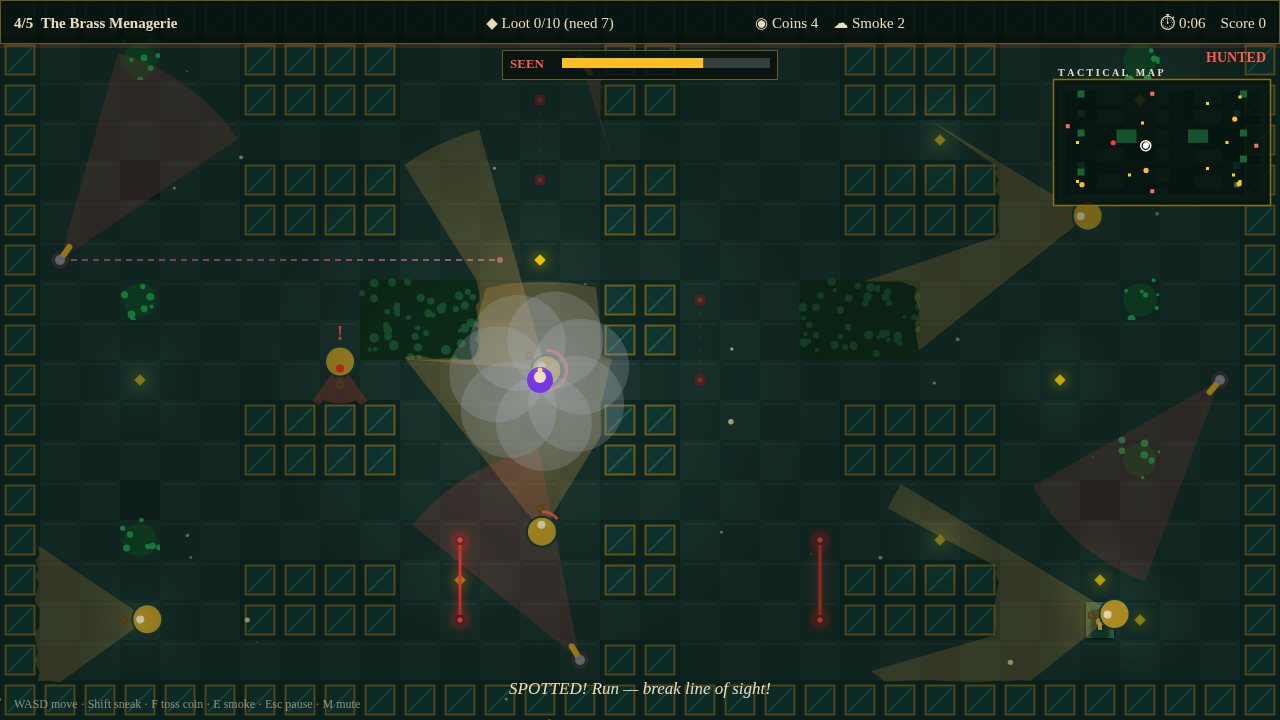 4/5 The Brass Menagerie
◆ Loot 0/10 (need 7)
◉ Coins 4 ☁ Smoke 2
⏱ 0:06 Score 0
SEEN
HUNTED
TACTICAL MAP
!
SPOTTED! Run — break line of sight!
WASD move · Shift sneak · F toss coin · E smoke · Esc pause · M mute